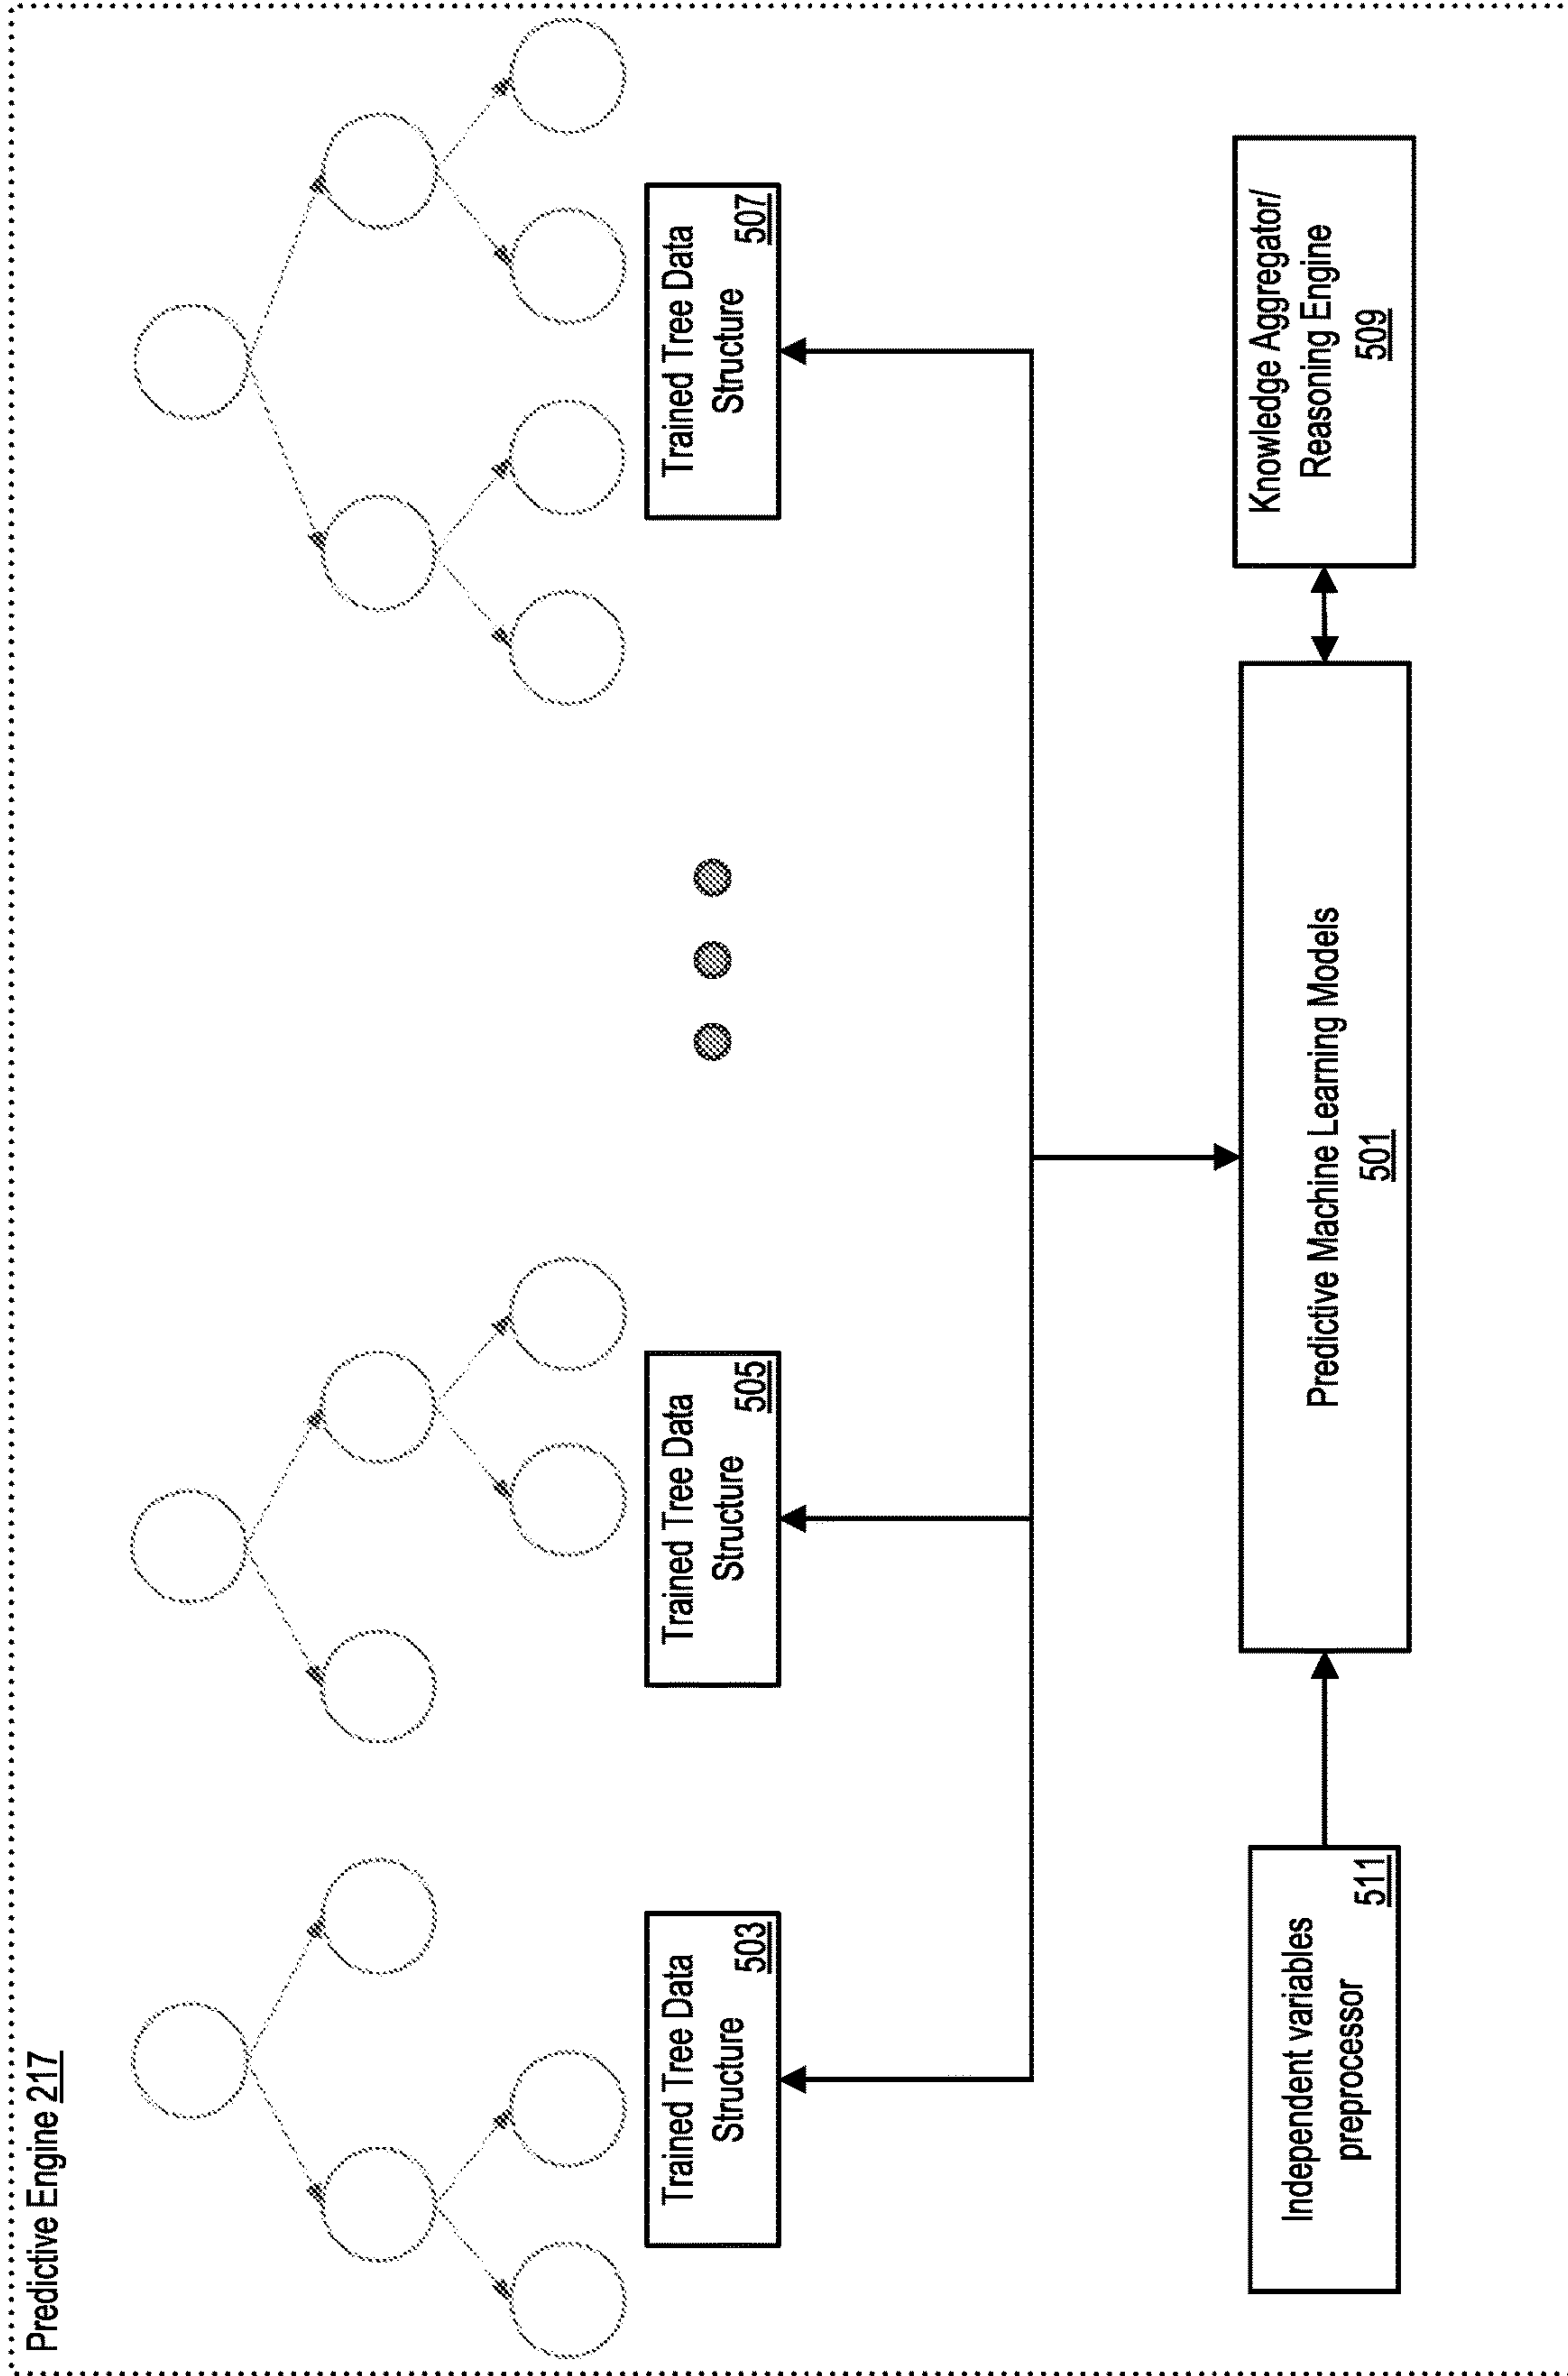 Predictive Engine 217
Trained Tree Data
Structure
503
Trained Tree Data
Structure
505
Trained Tree Data
Structure
507
Independent variables
preprocessor
511
Predictive Machine Learning Models
501
Knowledge Aggregator/
Reasoning Engine
509